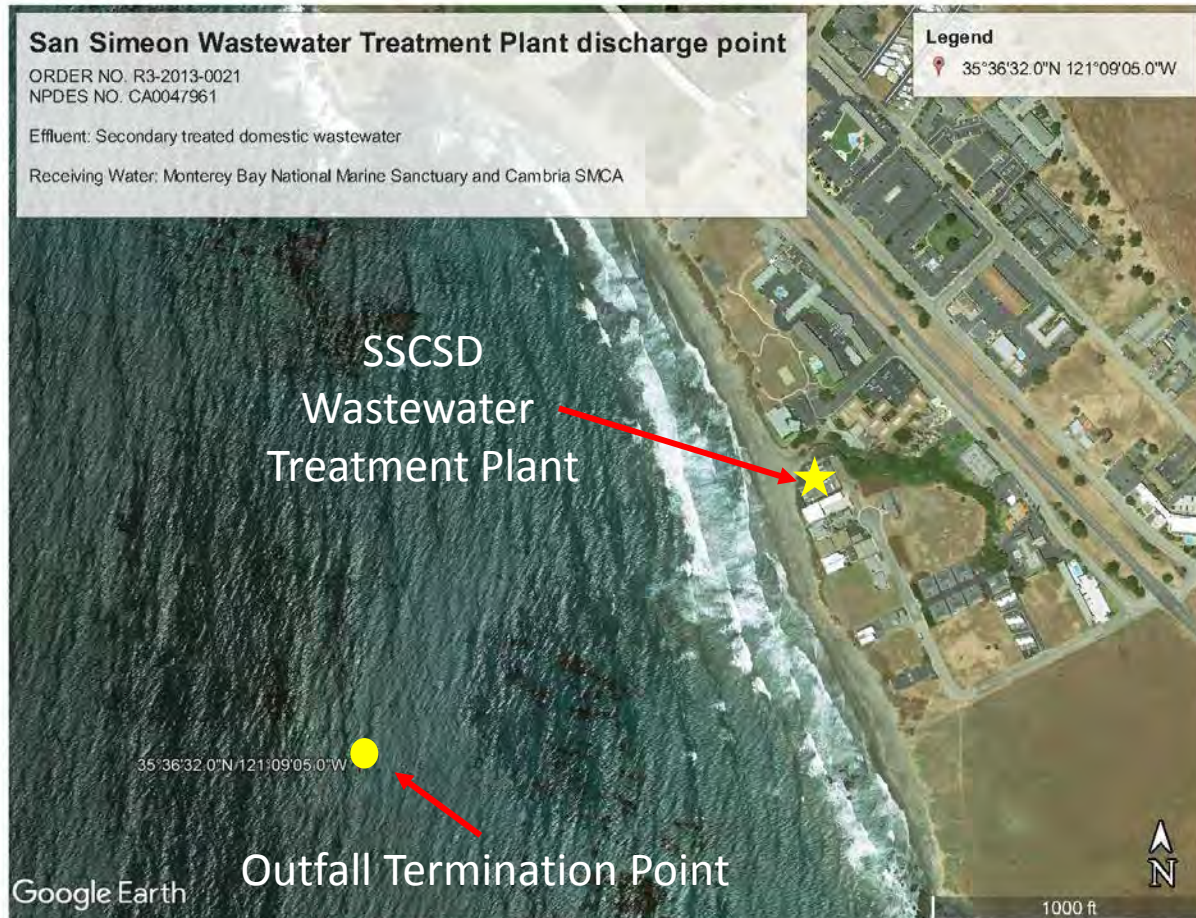 San Simeon Wastewater Treatment Plant discharge point
ORDER NO. R3-2013-0021
NPDES NO. CA0047961
Effluent: Secondary treated domestic wastewater
Receiving Water: Monterey Bay National Marine Sanctuary and Cambria SMCA
Legend
35°36'32.0"N 121°09'05.0"W
SSCSD
Wastewater
Treatment Plant
35°36'32.0"N 121°09'05.0"W
Outfall Termination Point
Google Earth
N
1000 ft